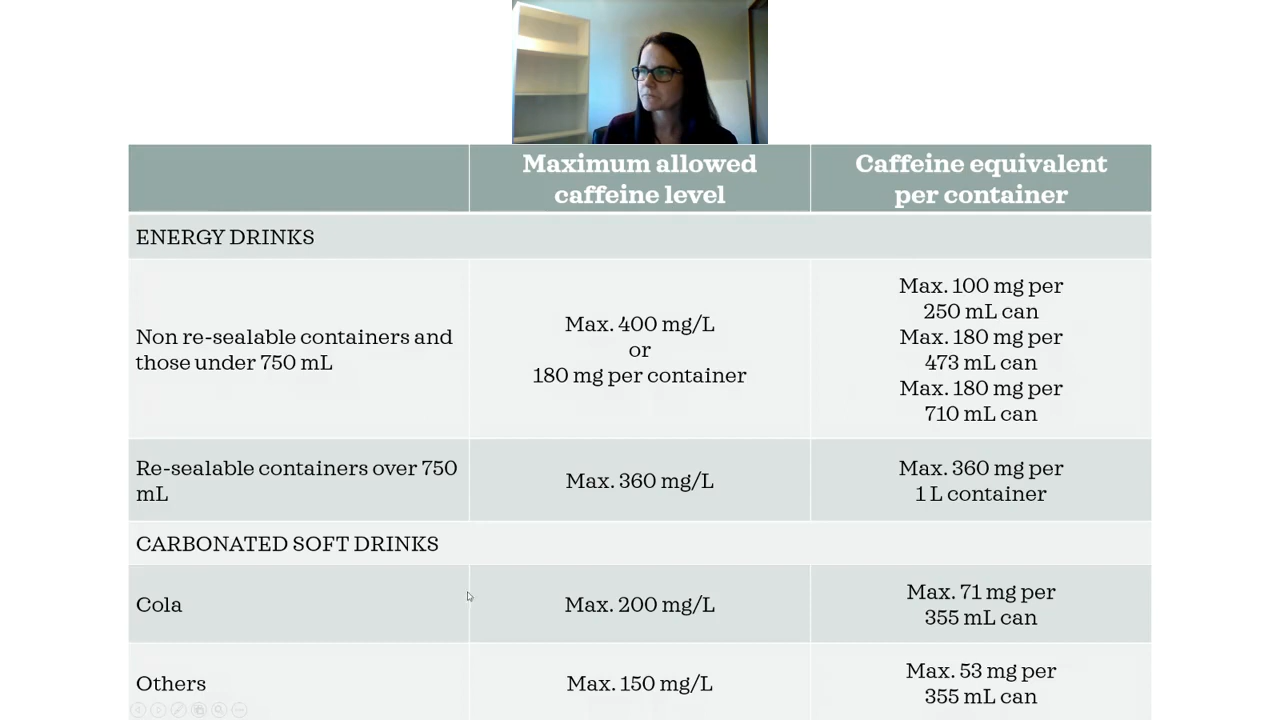 Maximum allowed
caffeine level
Caffeine equivalent
per container
ENERGY DRINKS
Non re-sealable containers and
those under 750 mL
Max. 400 mg/L
or
180 mg per container
Max. 100 mg per
250 mL can
Max. 180 mg per
473 mL can
Max. 180 mg per
710 mL can
Re-sealable containers over 750
mL
Max. 360 mg/L
Max. 360 mg per
1 L container
CARBONATED SOFT DRINKS
Cola
Max. 200 mg/L
Max. 71 mg per
355 mL can
Others
Max. 150 mg/L
Max. 53 mg per
355 mL can